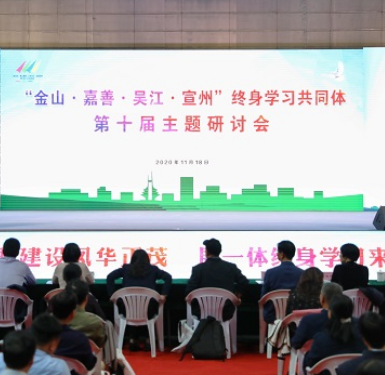 “金山·嘉善·吴江·宣州”终身学习共同体
第十届主题研讨会
2020年11月18日
建设风华正茂 一体终身学习来